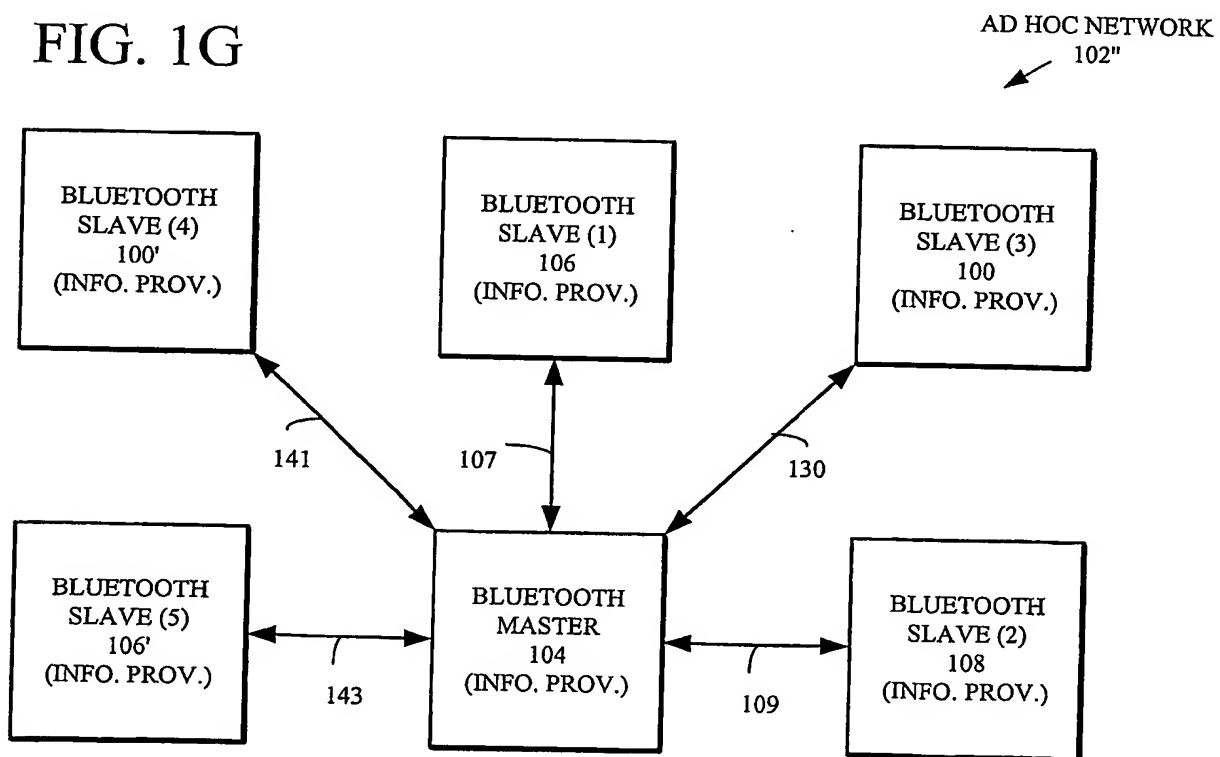 FIG. 1G
AD HOC NETWORK
102"
BLUETOOTH
SLAVE (4)
100'
(INFO. PROV.)
BLUETOOTH
SLAVE (1)
106
(INFO. PROV.)
BLUETOOTH
SLAVE (3)
100
(INFO. PROV.)
141
107
130
BLUETOOTH
SLAVE (5)
106'
(INFO. PROV.)
BLUETOOTH
MASTER
104
(INFO. PROV.)
BLUETOOTH
SLAVE (2)
108
(INFO. PROV.)
143
109